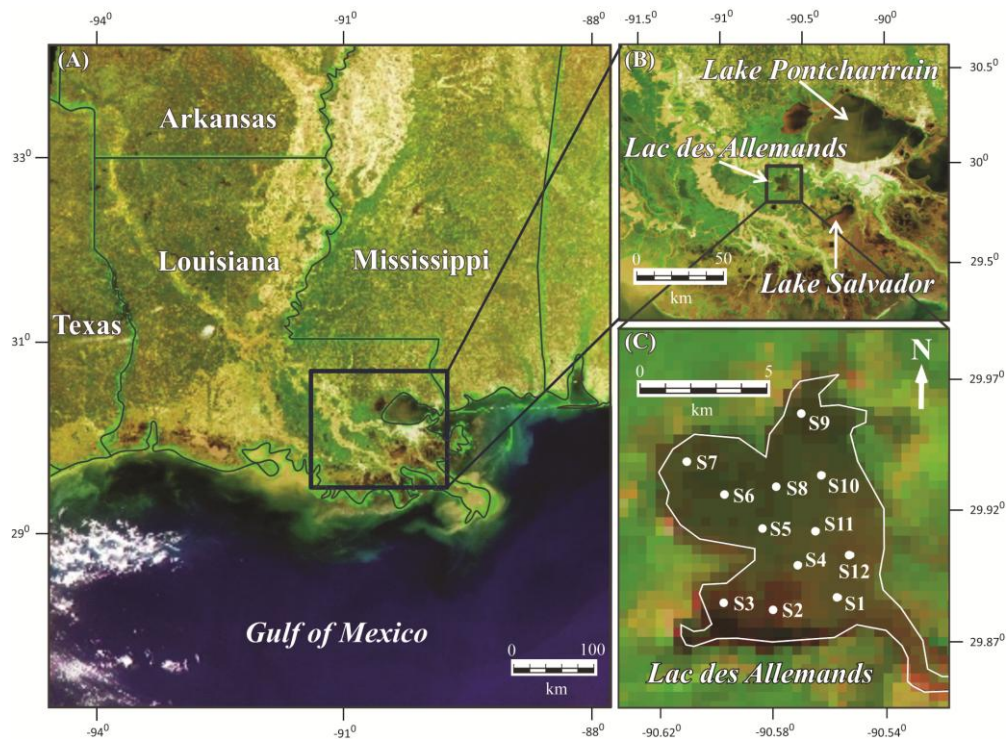 -94⁰
-91⁰
-88⁰
(A)
Arkansas
33⁰
Louisiana
Mississippi
Texas
31⁰
29⁰
Gulf of Mexico
0 100
km
-94⁰
-91⁰
-88⁰
-91⁰
-90.5⁰
-90⁰
(B)
30.5⁰
Lake Pontchartrain
Lac des Allemands
30⁰
29.5⁰
0 50
km
Lake Salvador
(C)
N
0 5
km
29.97⁰
S9
S7
S8
S10
S6
29.92⁰
S5
S11
S4
S12
S3
S2
S1
29.87⁰
Lac des Allemands
-90.62⁰
-90.58⁰
-90.54⁰